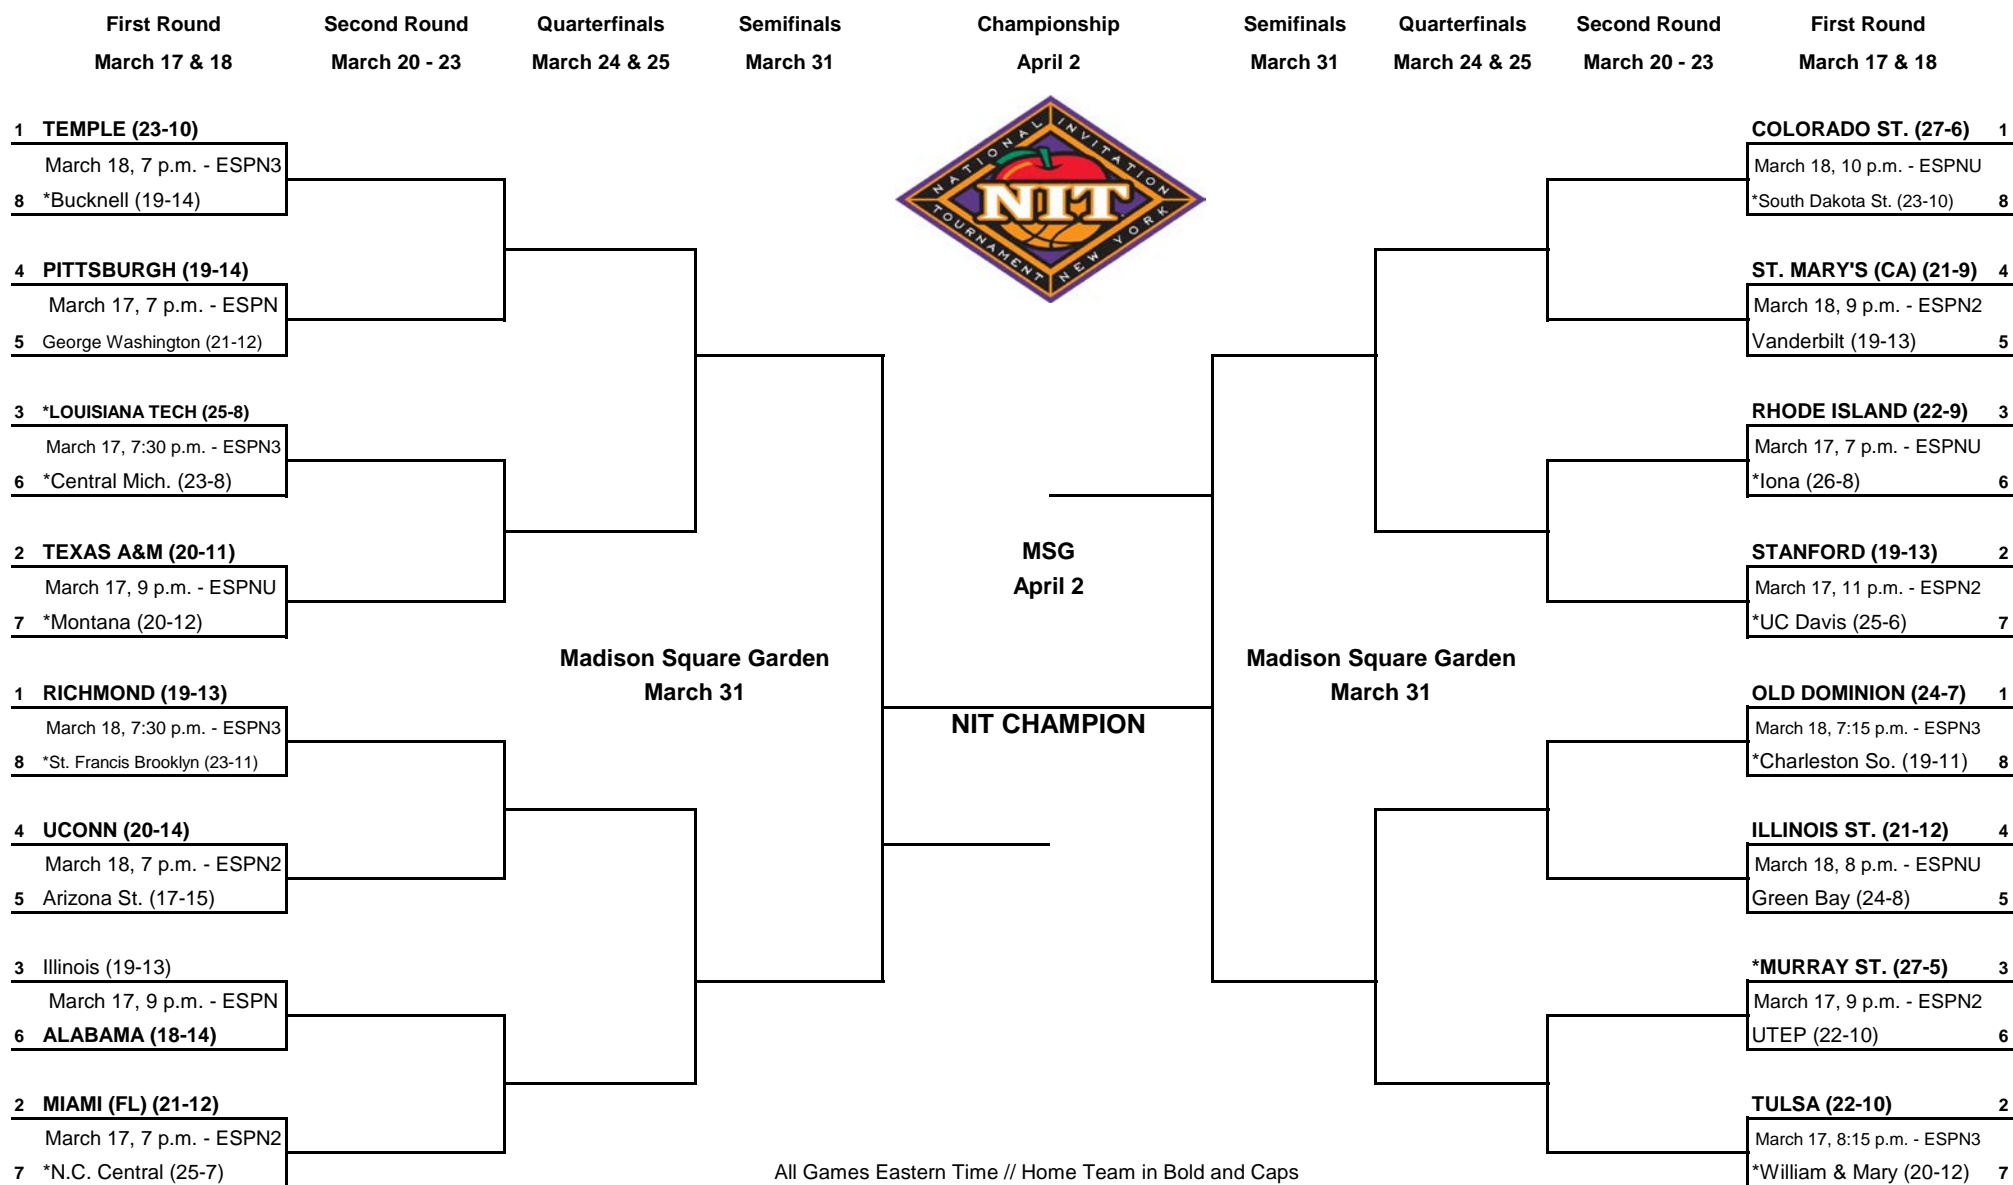 First Round Second Round Quarterfinals Semifinals Championship Semifinals Quarterfinals Second Round First Round
March 17 & 18 March 20 - 23 March 24 & 25 March 31 April 2 March 31 March 24 & 25 March 20 - 23 March 17 & 18
NATIONAL INVITATION
NIT
TOURNAMENT NEW YORK
1 TEMPLE (23-10)
March 18, 7 p.m. - ESPN3
8 *Bucknell (19-14)
4 PITTSBURGH (19-14)
March 17, 7 p.m. - ESPN
5 George Washington (21-12)
3 *LOUISIANA TECH (25-8)
March 17, 7:30 p.m. - ESPN3
6 *Central Mich. (23-8)
2 TEXAS A&M (20-11)
March 17, 9 p.m. - ESPNU
7 *Montana (20-12)
1 RICHMOND (19-13)
March 18, 7:30 p.m. - ESPN3
8 *St. Francis Brooklyn (23-11)
4 UCONN (20-14)
March 18, 7 p.m. - ESPN2
5 Arizona St. (17-15)
3 Illinois (19-13)
March 17, 9 p.m. - ESPN
6 ALABAMA (18-14)
2 MIAMI (FL) (21-12)
March 17, 7 p.m. - ESPN2
7 *N.C. Central (25-7)
Madison Square Garden
March 31
MSG
April 2
NIT CHAMPION
Madison Square Garden
March 31
COLORADO ST. (27-6) 1
March 18, 10 p.m. - ESPNU
*South Dakota St. (23-10) 8
ST. MARY'S (CA) (21-9) 4
March 18, 9 p.m. - ESPN2
Vanderbilt (19-13) 5
RHODE ISLAND (22-9) 3
March 17, 7 p.m. - ESPNU
*Iona (26-8) 6
STANFORD (19-13) 2
March 17, 11 p.m. - ESPN2
*UC Davis (25-6) 7
OLD DOMINION (24-7) 1
March 18, 7:15 p.m. - ESPN3
*Charleston So. (19-11) 8
ILLINOIS ST. (21-12) 4
March 18, 8 p.m. - ESPNU
Green Bay (24-8) 5
*MURRAY ST. (27-5) 3
March 17, 9 p.m. - ESPN2
UTEP (22-10) 6
TULSA (22-10) 2
March 17, 8:15 p.m. - ESPN3
*William & Mary (20-12) 7
All Games Eastern Time // Home Team in Bold and Caps